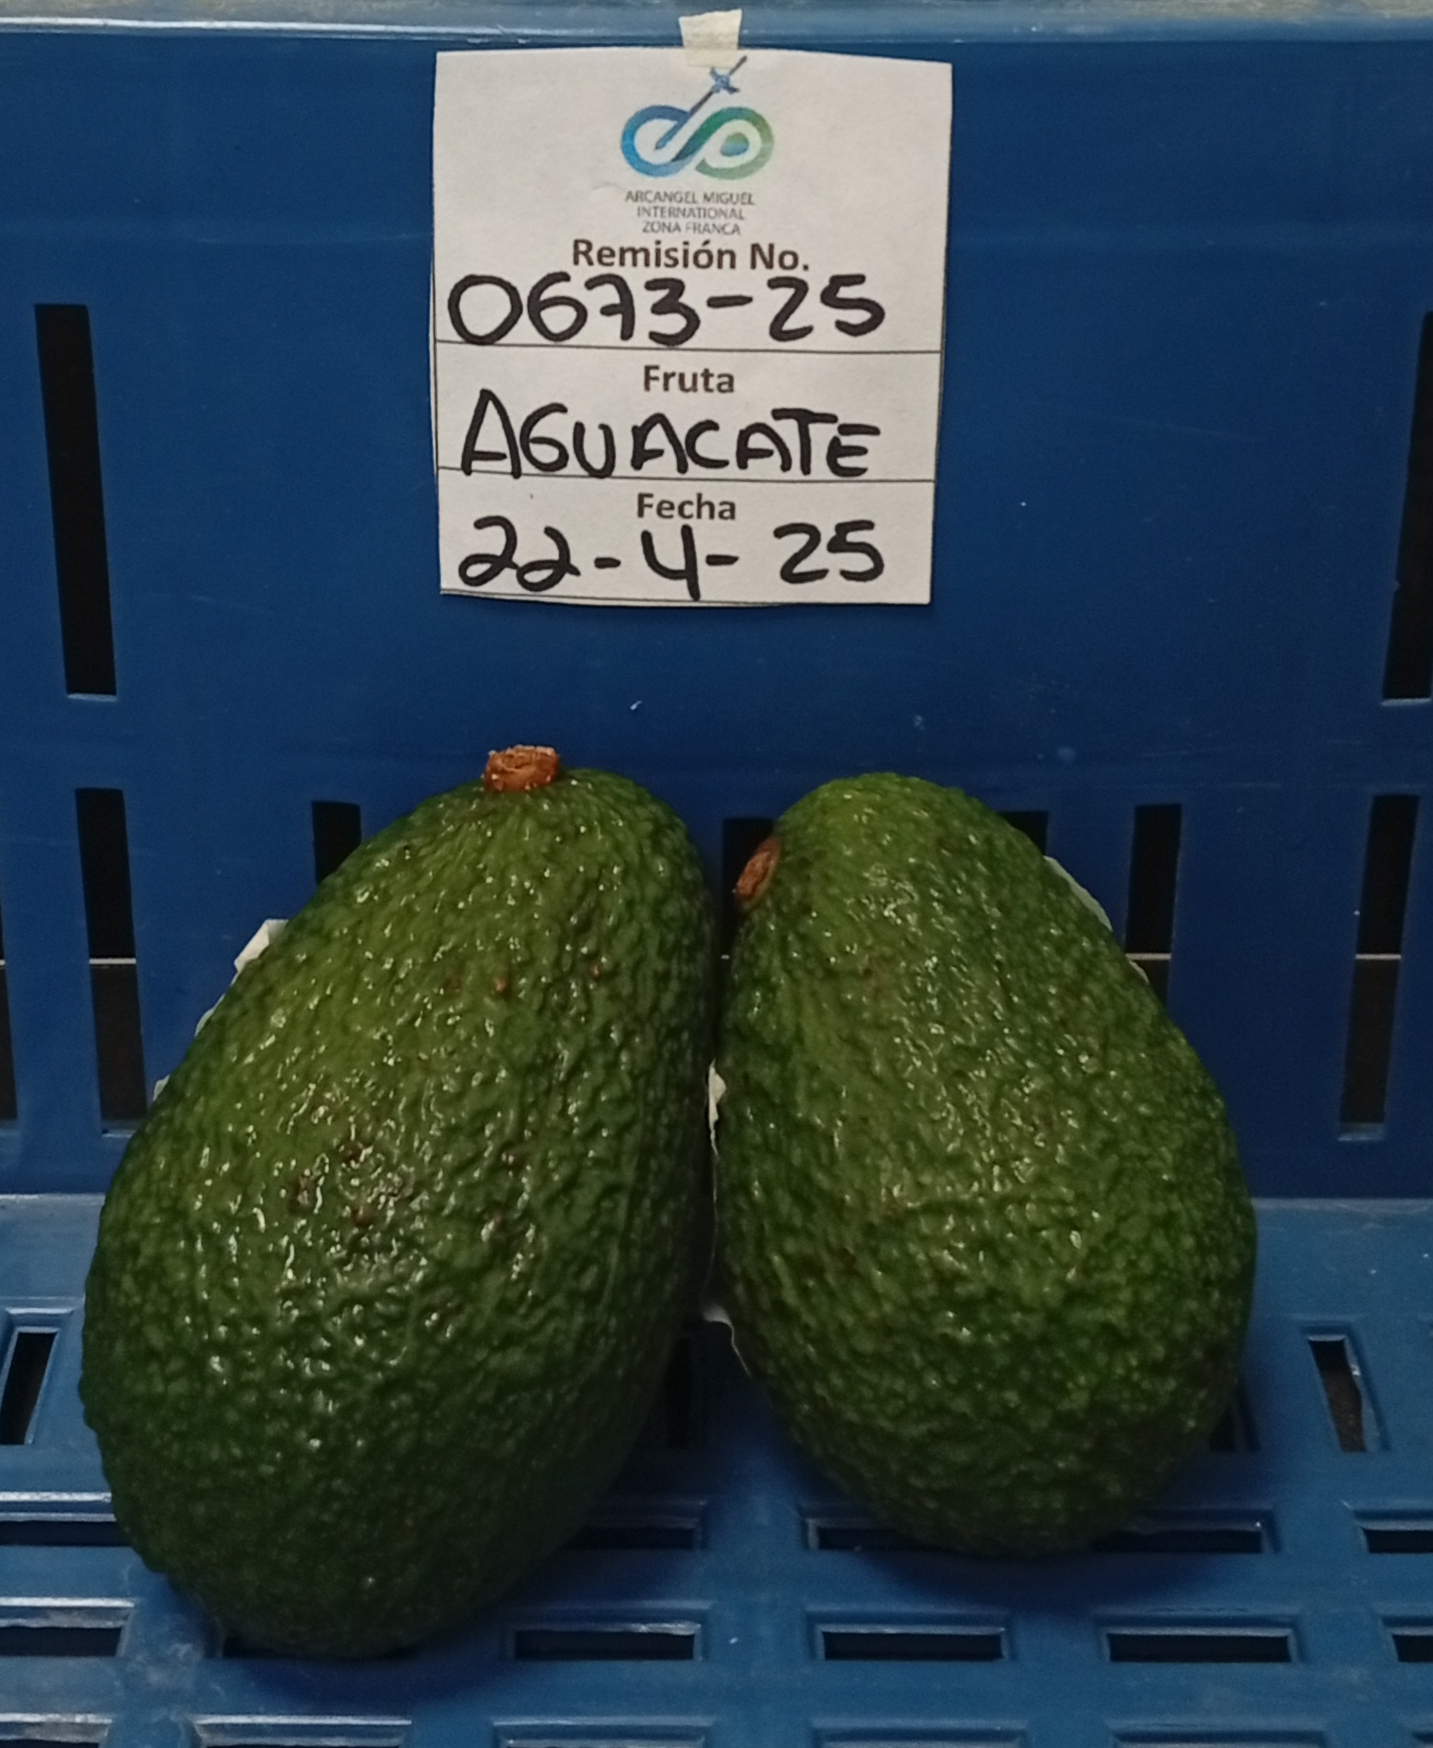 ARCANGEL MIGUEL
INTERNATIONAL
ZONA FRANCA
Remisión No.
0673-25
Fruta
AGUACATE
Fecha
22-4-25